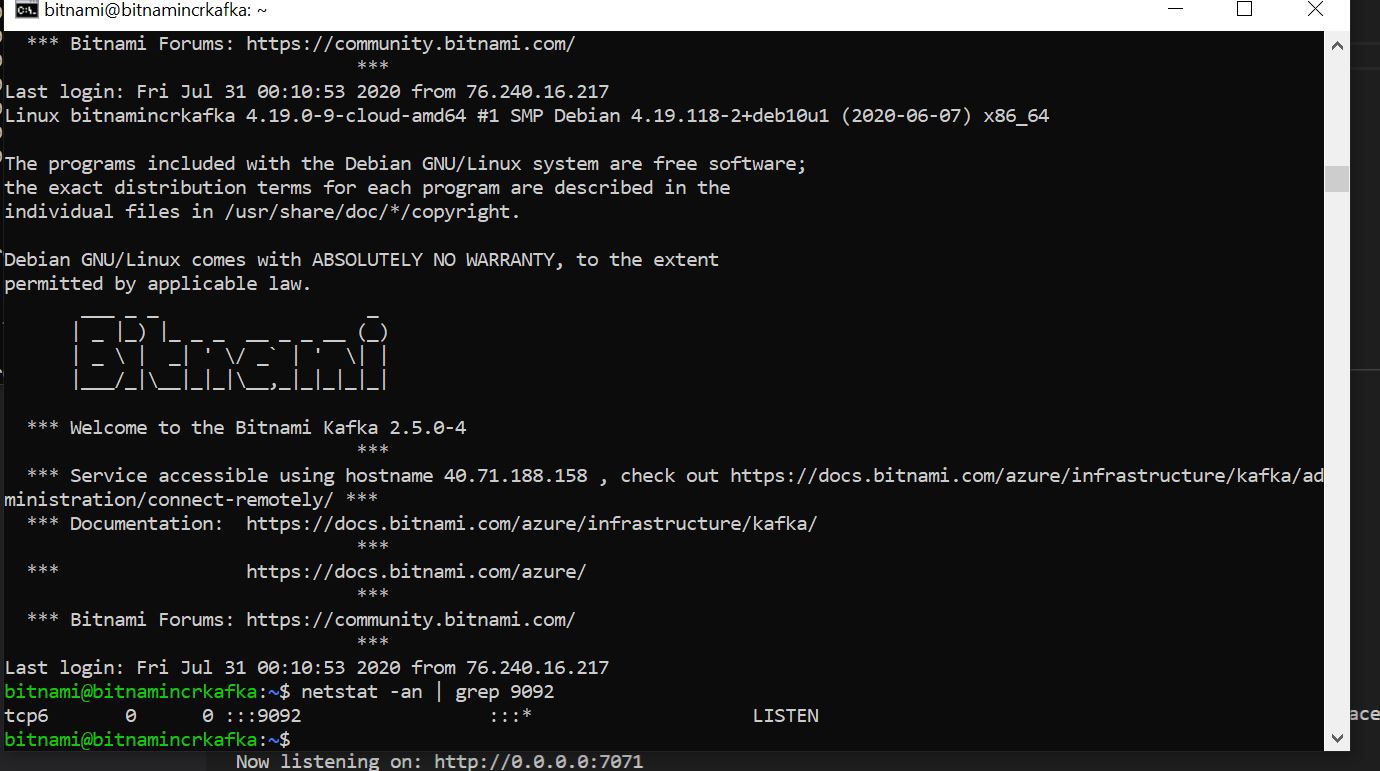 bitnami@bitnamincrkafka: ~
*** Bitnami Forums: https://community.bitnami.com/
***
Last login: Fri Jul 31 00:10:53 2020 from 76.240.16.217
Linux bitnamincrkafka 4.19.0-9-cloud-amd64 #1 SMP Debian 4.19.118-2+deb10u1 (2020-06-07) x86_64
The programs included with the Debian GNU/Linux system are free software;
the exact distribution terms for each program are described in the
individual files in /usr/share/doc/*/copyright.
Debian GNU/Linux comes with ABSOLUTELY NO WARRANTY, to the extent
permitted by applicable law.
Bitnami
*** Welcome to the Bitnami Kafka 2.5.0-4
***
*** Service accessible using hostname 40.71.188.158 , check out https://docs.bitnami.com/azure/infrastructure/kafka/ad
ministration/connect-remotely/ ***
*** Documentation:  https://docs.bitnami.com/azure/infrastructure/kafka/
***
***                 https://docs.bitnami.com/azure/
***
*** Bitnami Forums: https://community.bitnami.com/
***
Last login: Fri Jul 31 00:10:53 2020 from 76.240.16.217
bitnami@bitnamincrkafka:~$ netstat -an | grep 9092
tcp6       0      0 :::9092                 :::*                    LISTEN
bitnami@bitnamincrkafka:~$
ace
Now listening on: http://0.0.0.0:7071